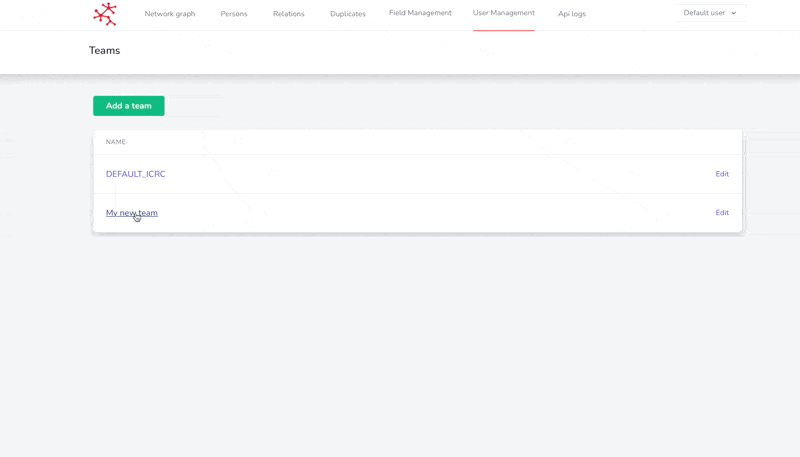 Network graph Persons Relations Duplicates Field Management User Management Api logs Default user
Teams
Add a team
NAME
DEFAULT_ICRC Edit
My new team Edit